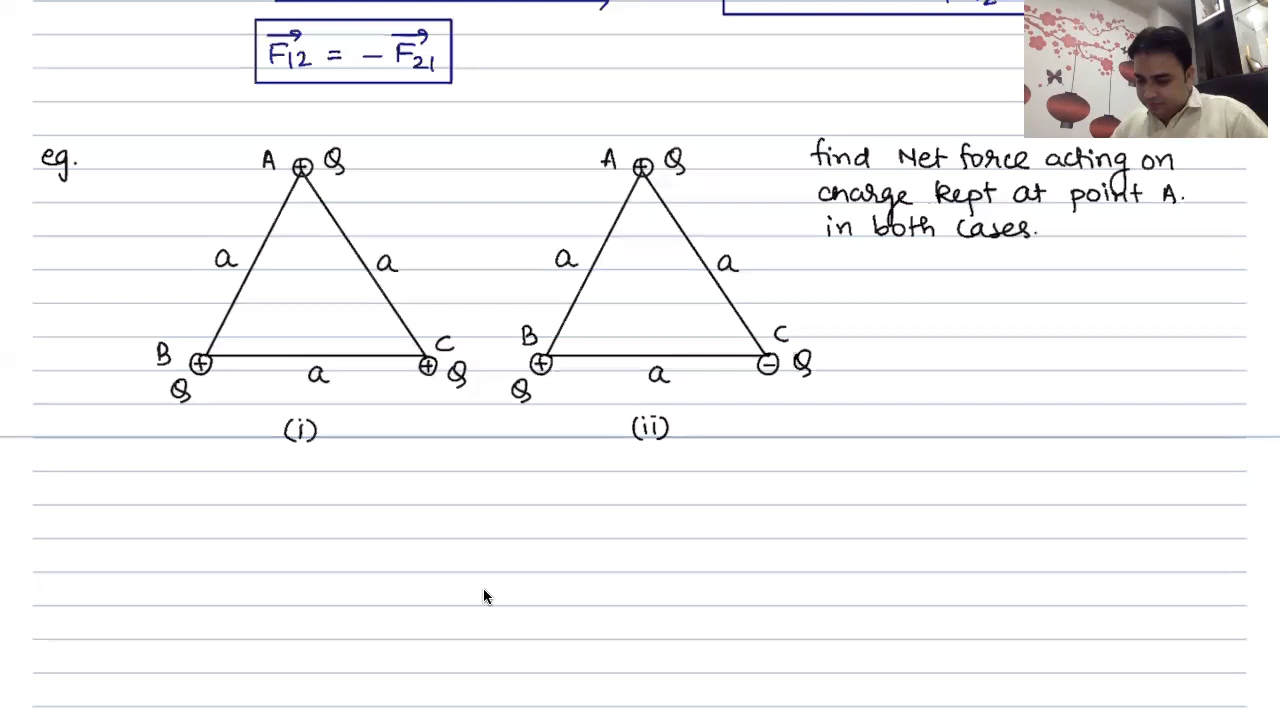 F12 = - F21
eg.
A ⊕ Q
a
a
B ⊕ Q
a
C ⊕ Q
(i)
A ⊕ Q
a
a
B ⊕ Q
a
C ⊖ Q
(ii)
find Net force acting on
charge kept at point A.
in both cases.